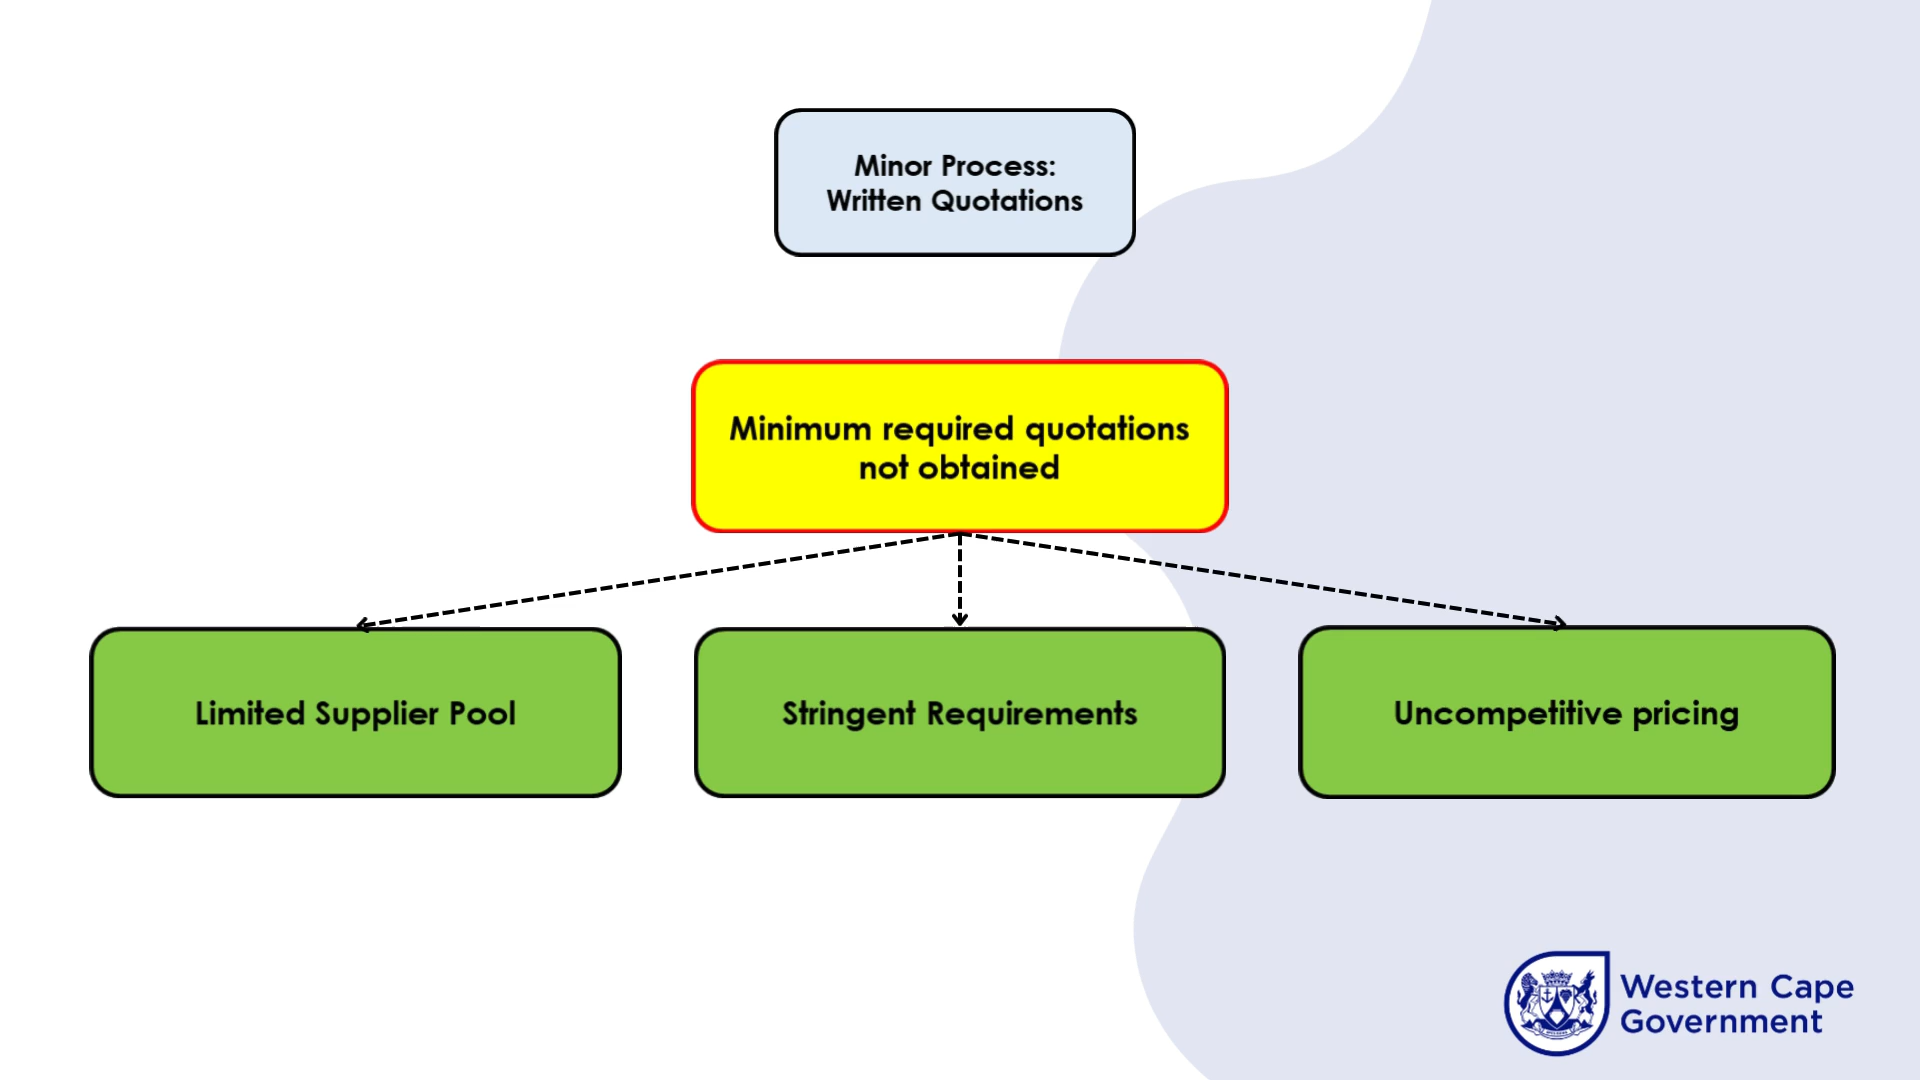 Minor Process:
Written Quotations
Minimum required quotations
not obtained
Limited Supplier Pool
Stringent Requirements
Uncompetitive pricing
Western Cape
Government